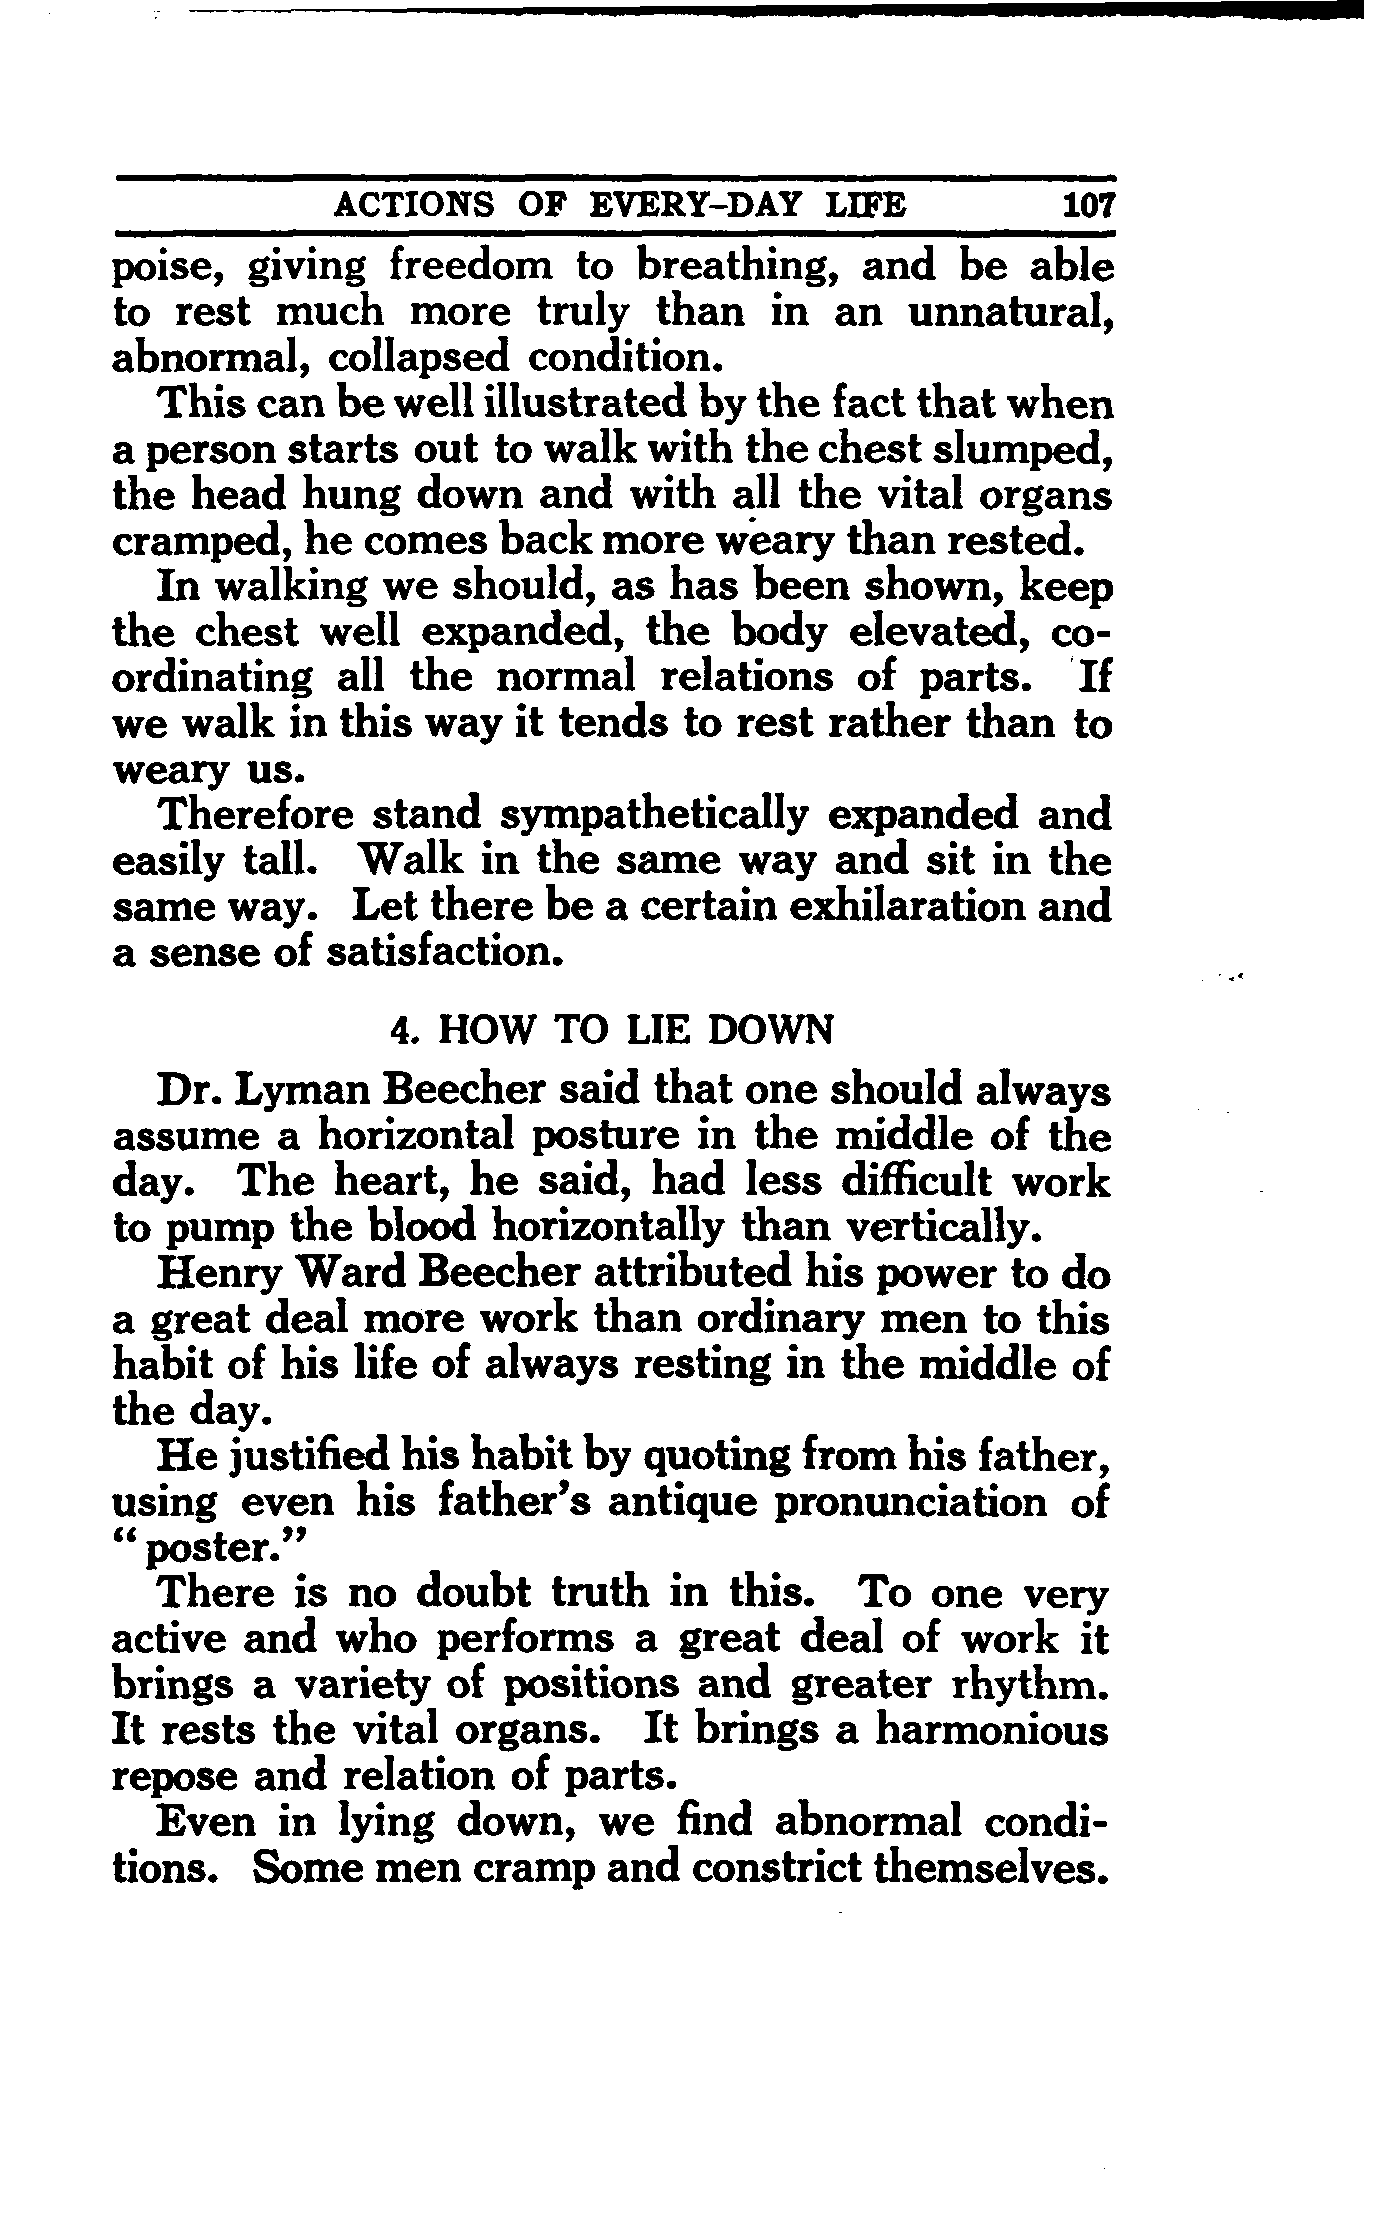 ACTIONS OF EVERY-DAY LIFE 107
poise, giving freedom to breathing, and be able
to rest much more truly than in an unnatural,
abnormal, collapsed condition.
This can be well illustrated by the fact that when
a person starts out to walk with the chest slumped,
the head hung down and with all the vital organs
cramped, he comes back more weary than rested.
In walking we should, as has been shown, keep
the chest well expanded, the body elevated, co-
ordinating all the normal relations of parts. If
we walk in this way it tends to rest rather than to
weary us.
Therefore stand sympathetically expanded and
easily tall. Walk in the same way and sit in the
same way. Let there be a certain exhilaration and
a sense of satisfaction.
4. HOW TO LIE DOWN
Dr. Lyman Beecher said that one should always
assume a horizontal posture in the middle of the
day. The heart, he said, had less difficult work
to pump the blood horizontally than vertically.
Henry Ward Beecher attributed his power to do
a great deal more work than ordinary men to this
habit of his life of always resting in the middle of
the day.
He justified his habit by quoting from his father,
using even his father's antique pronunciation of
“poster.”
There is no doubt truth in this. To one very
active and who performs a great deal of work it
brings a variety of positions and greater rhythm.
It rests the vital organs. It brings a harmonious
repose and relation of parts.
Even in lying down, we find abnormal condi-
tions. Some men cramp and constrict themselves.